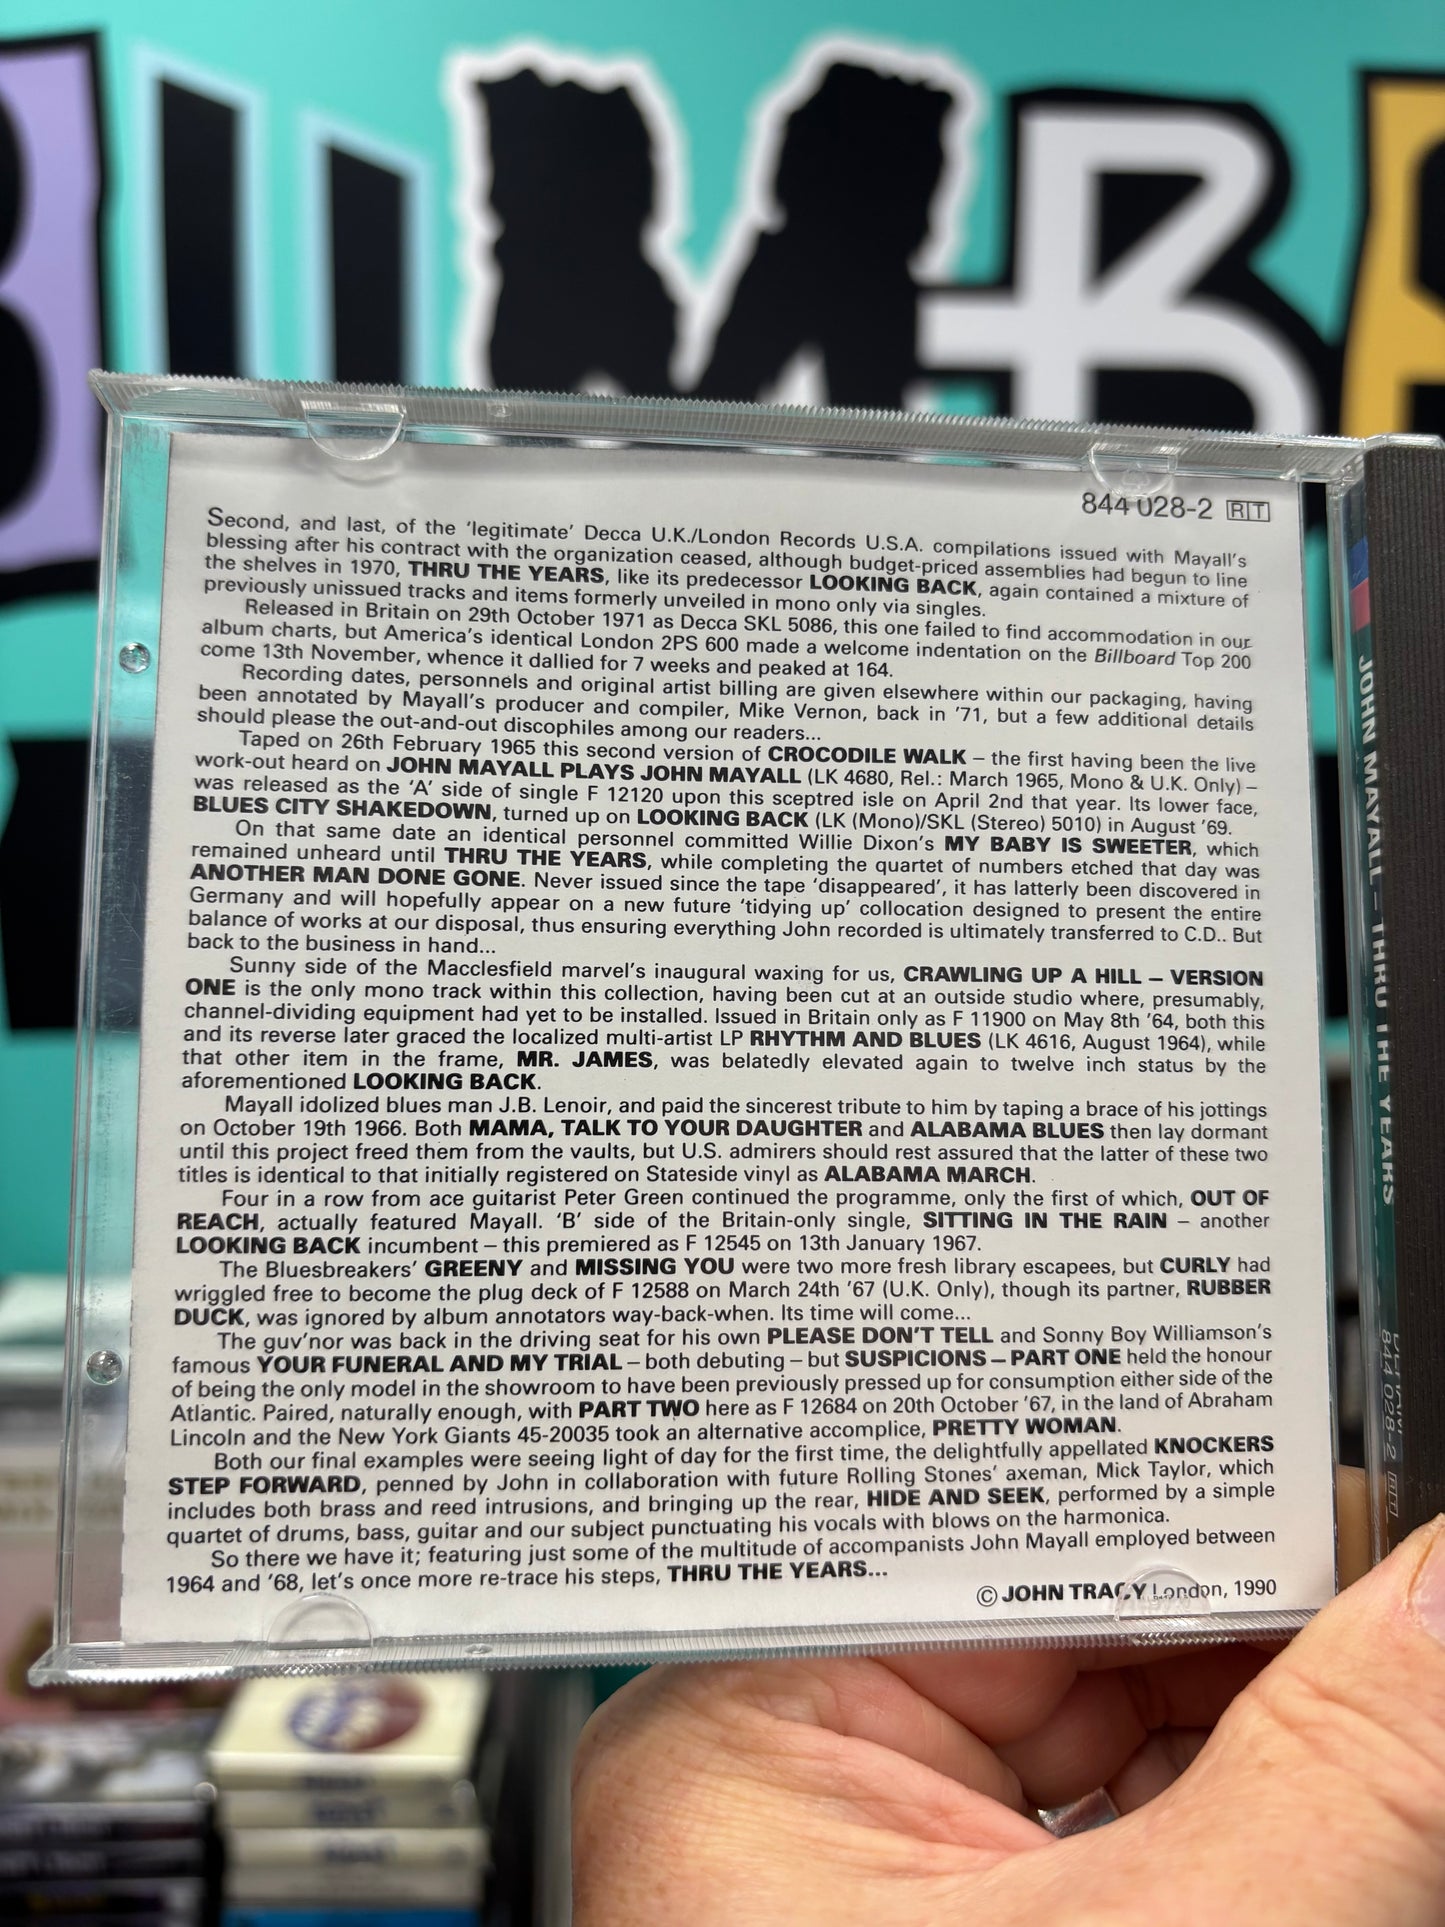 844 028-2 RT
Second, and last, of the 'legitimate' Decca U.K./London Records U.S.A. compilations issued with Mayall's
blessing after his contract with the organization ceased, although budget-priced assemblies had begun to line
the shelves in 1970, THRU THE YEARS, like its predecessor LOOKING BACK, again contained a mixture of
previously unissued tracks and items formerly unveiled in mono only via singles.
Released in Britain on 29th October 1971 as Decca SKL 5086, this one failed to find accommodation in our
album charts, but America's identical London 2PS 600 made a welcome indentation on the Billboard Top 200
come 13th November, whence it dallied for 7 weeks and peaked at 164.
Recording dates, personnels and original artist billing are given elsewhere within our packaging, having
been annotated by Mayall's producer and compiler, Mike Vernon, back in '71, but a few additional details
should please the out-and-out discophiles among our readers...
Taped on 26th February 1965 this second version of CROCODILE WALK – the first having been the live
work-out heard on JOHN MAYALL PLAYS JOHN MAYALL (LK 4680, Rel.: March 1965, Mono & U.K. Only) –
was released as the 'A' side of single F 12120 upon this sceptred isle on April 2nd that year. Its lower face,
BLUES CITY SHAKEDOWN, turned up on LOOKING BACK (LK (Mono)/SKL (Stereo) 5010) in August '69.
On that same date an identical personnel committed Willie Dixon's MY BABY IS SWEETER, which
remained unheard until THRU THE YEARS, while completing the quartet of numbers etched that day was
ANOTHER MAN DONE GONE. Never issued since the tape 'disappeared', it has latterly been discovered in
Germany and will hopefully appear on a new future 'tidying up' collocation designed to present the entire
balance of works at our disposal, thus ensuring everything John recorded is ultimately transferred to C.D.. But
back to the business in hand...
Sunny side of the Macclesfield marvel's inaugural waxing for us, CRAWLING UP A HILL – VERSION
ONE is the only mono track within this collection, having been cut at an outside studio where, presumably,
channel-dividing equipment had yet to be installed. Issued in Britain only as F 11900 on May 8th '64, both this
and its reverse later graced the localized multi-artist LP RHYTHM AND BLUES (LK 4616, August 1964), while
that other item in the frame, MR. JAMES, was belatedly elevated again to twelve inch status by the
aforementioned LOOKING BACK.
Mayall idolized blues man J.B. Lenoir, and paid the sincerest tribute to him by taping a brace of his jottings
on October 19th 1966. Both MAMA, TALK TO YOUR DAUGHTER and ALABAMA BLUES then lay dormant
until this project freed them from the vaults, but U.S. admirers should rest assured that the latter of these two
titles is identical to that initially registered on Stateside vinyl as ALABAMA MARCH.
Four in a row from ace guitarist Peter Green continued the programme, only the first of which, OUT OF
REACH, actually featured Mayall. 'B' side of the Britain-only single, SITTING IN THE RAIN – another
LOOKING BACK incumbent – this premiered as F 12545 on 13th January 1967.
The Bluesbreakers' GREENY and MISSING YOU were two more fresh library escapees, but CURLY had
wriggled free to become the plug deck of F 12588 on March 24th '67 (U.K. Only), though its partner, RUBBER
DUCK, was ignored by album annotators way-back-when. Its time will come...
The guv'nor was back in the driving seat for his own PLEASE DON'T TELL and Sonny Boy Williamson's
famous YOUR FUNERAL AND MY TRIAL – both debuting – but SUSPICIONS – PART ONE held the honour
of being the only model in the showroom to have been previously pressed up for consumption either side of the
Atlantic. Paired, naturally enough, with PART TWO here as F 12684 on 20th October '67, in the land of Abraham
Lincoln and the New York Giants 45-20035 took an alternative accomplice, PRETTY WOMAN.
Both our final examples were seeing light of day for the first time, the delightfully appellated KNOCKERS
STEP FORWARD, penned by John in collaboration with future Rolling Stones' axeman, Mick Taylor, which
includes both brass and reed intrusions, and bringing up the rear, HIDE AND SEEK, performed by a simple
quartet of drums, bass, guitar and our subject punctuating his vocals with blows on the harmonica.
So there we have it; featuring just some of the multitude of accompanists John Mayall employed between
1964 and '68, let's once more re-trace his steps, THRU THE YEARS...
© JOHN TRACY London, 1990
JOHN MAYALL – THRU THE YEARS
844 028-2